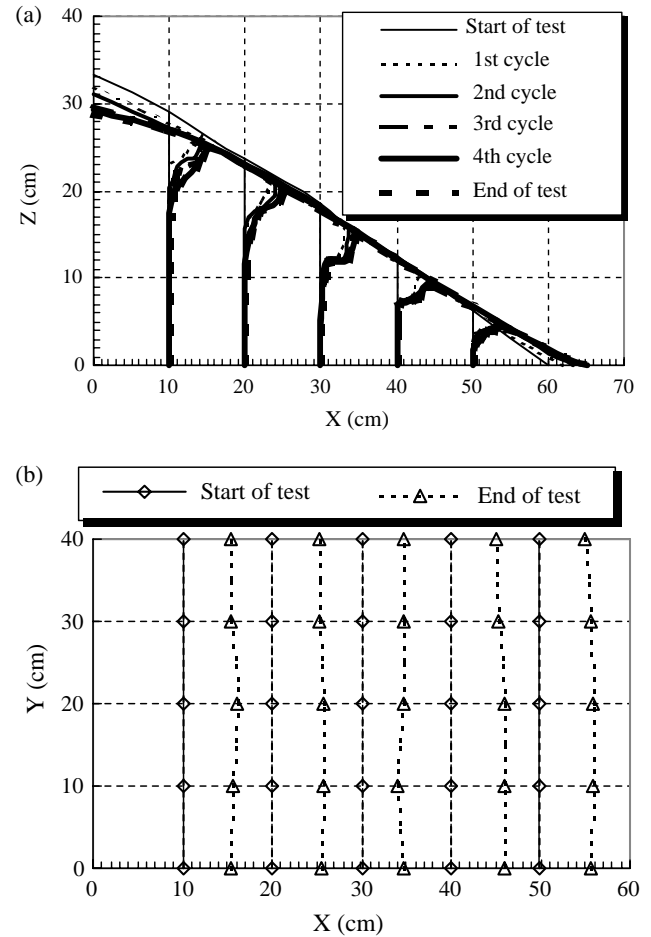 (a)
40
30
20
10
0
Z (cm)
Start of test
1st cycle
2nd cycle
3rd cycle
4th cycle
End of test
0 10 20 30 40 50 60 70
X (cm)
(b)
Start of test End of test
40
30
20
10
0
Y (cm)
0 10 20 30 40 50 60
X (cm)